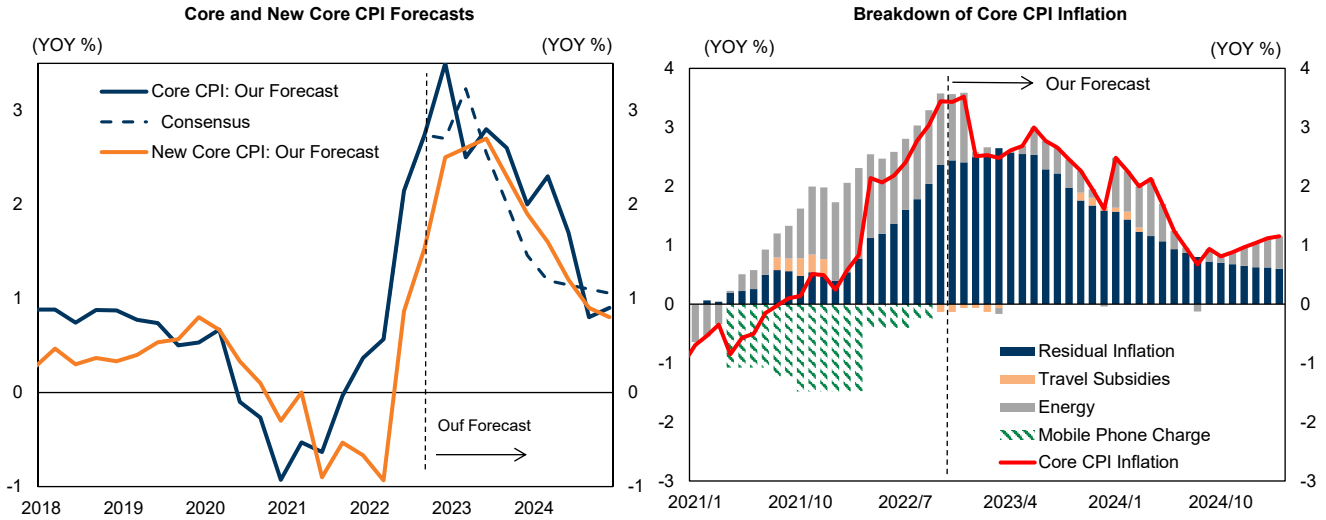 Core and New Core CPI Forecasts
(YOY %) (YOY %)
Core CPI: Our Forecast
Consensus
New Core CPI: Our Forecast
3 3
2 2
1 1
0 0
-1 -1
Ouf Forecast
2018 2019 2020 2021 2022 2023 2024
Breakdown of Core CPI Inflation
(YOY %) (YOY %)
Our Forecast
4 4
3 3
2 2
1 1
0 0
-1 -1
-2 -2
-3 -3
Residual Inflation
Travel Subsidies
Energy
Mobile Phone Charge
Core CPI Inflation
2021/1 2021/10 2022/7 2023/4 2024/1 2024/10